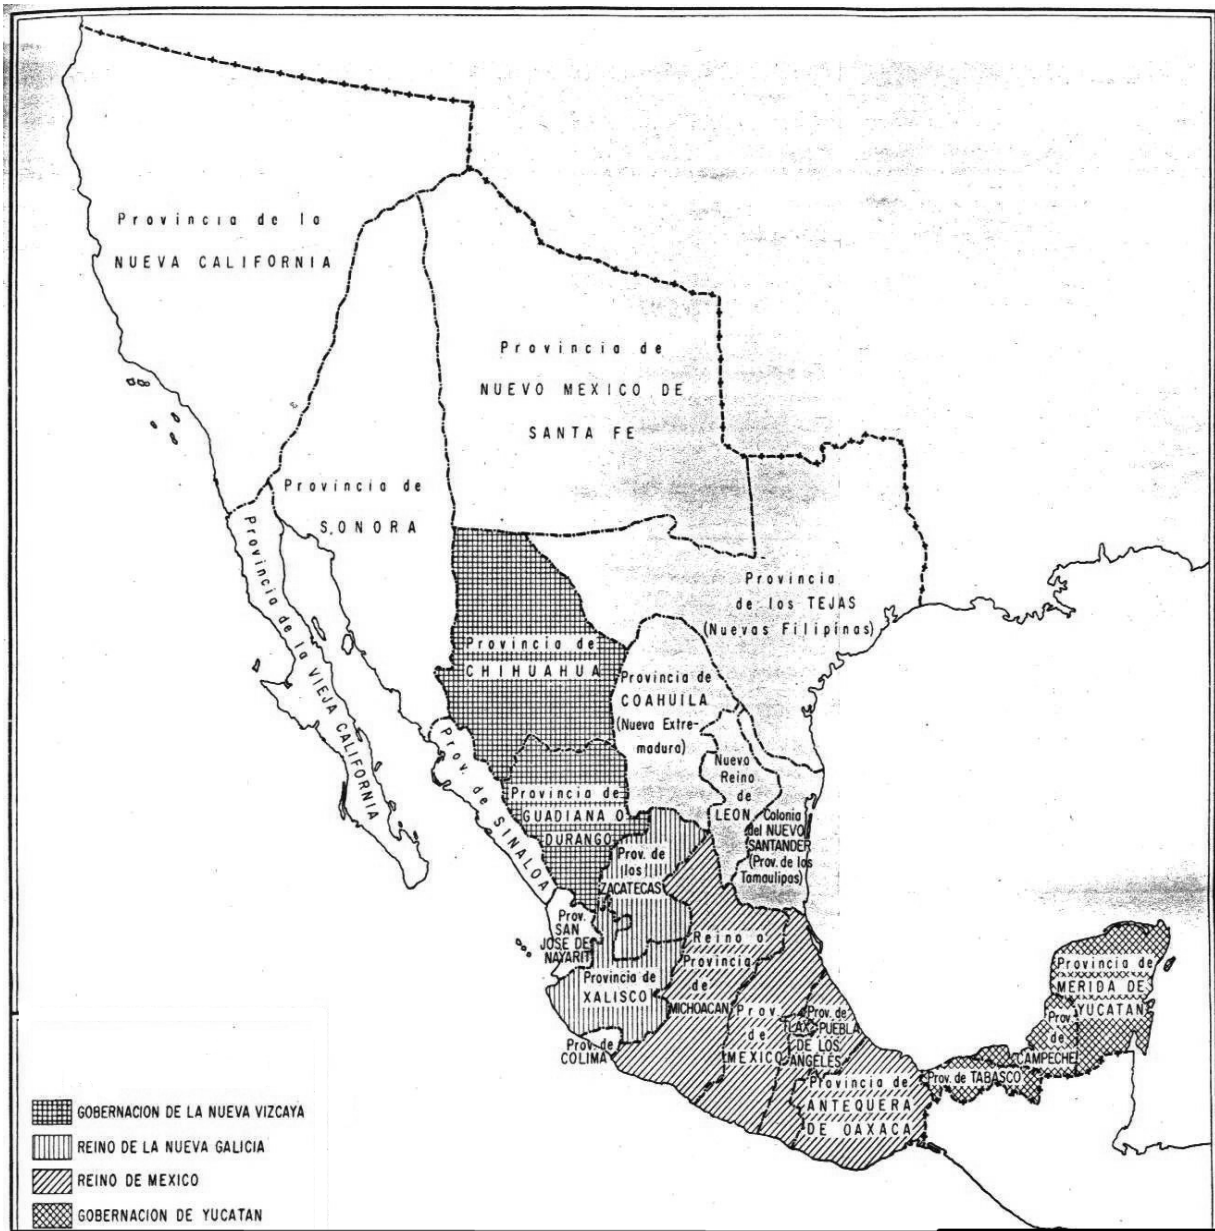 Provincia de la
NUEVA CALIFORNIA
Provincia de
NUEVO MEXICO DE
SANTA FE
Provincia de
SONORA
Provincia de la VIEJA CALIFORNIA
Provincia
de los TEJAS
(Nuevas Filipinas)
Provincia de
CHIHUAHUA
Provincia de
COAHUILA
(Nueva Extre-
madura)
Nuevo
Reino
de
LEON
Prov. de SINALOA
Provincia de
GUADIANA O
DURANGO
Colonia
del NUEVO
SANTANDER
(Prov. de las
Tamaulipas)
Prov. de
los
ZACATECAS
Prov.
SAN
JOSE DE
NAYARIT
Reino o
Provincia
de
MICHOACAN
Provincia de
XALISCO
Prov. de
COLIMA
Prov.
de
MEXICO
Prov. de
TLAX-PUEBLA
DE LOS
ANGELES
Provincia de
ANTEQUERA
DE OAXACA
Provincia de
MERIDA DE
YUCATAN
Prov.
de
CAMPECHE
Prov. de TABASCO
GOBERNACION DE LA NUEVA VIZCAYA
REINO DE LA NUEVA GALICIA
REINO DE MEXICO
GOBERNACION DE YUCATAN